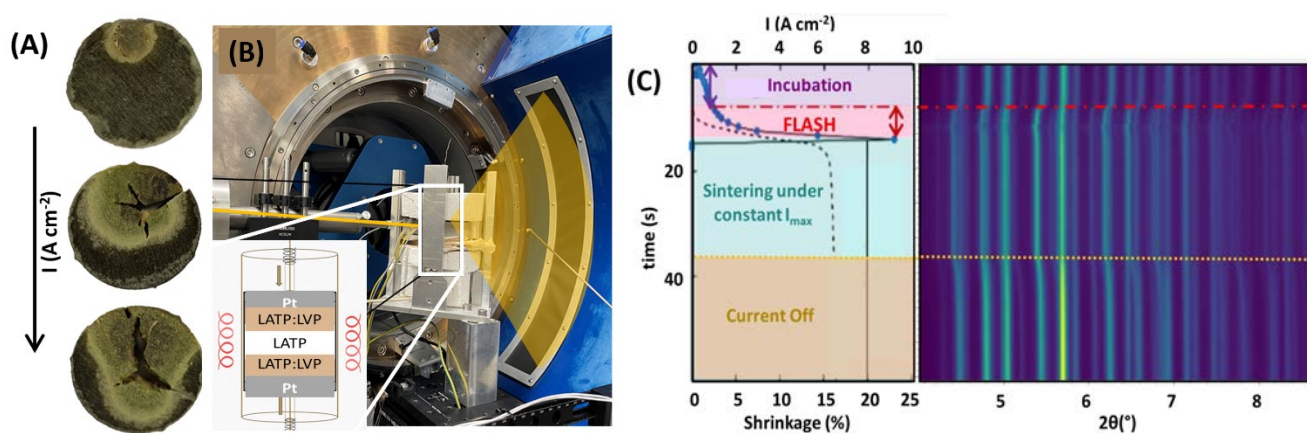 (A)
I (A cm⁻²)
(B)
Pt
LATP:LVP
LATP
LATP:LVP
Pt
(C)
I (A cm⁻²)
0 2 4 6 8 10
Incubation
FLASH
Sintering under
constant Imax
Current Off
time (s)
20
40
0 5 10 15 20 25
Shrinkage (%)
5 6 7 8
2θ(°)